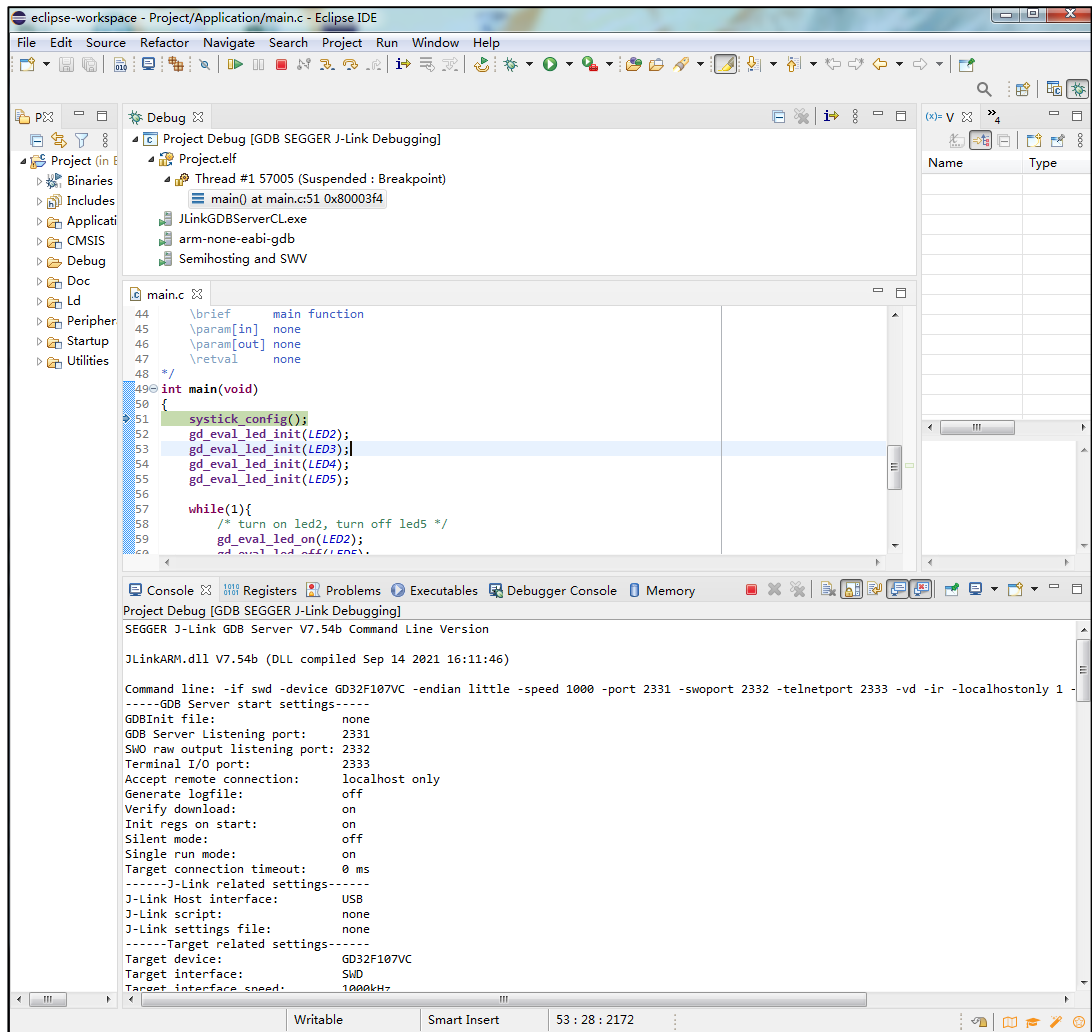 eclipse-workspace - Project/Application/main.c - Eclipse IDE
File Edit Source Refactor Navigate Search Project Run Window Help
P
Project (in E
Binaries
Includes
Applicati
CMSIS
Debug
Doc
Ld
Peripher
Startup
Utilities
Debug
Project Debug [GDB SEGGER J-Link Debugging]
Project.elf
Thread #1 57005 (Suspended : Breakpoint)
main() at main.c:51 0x80003f4
JLinkGDBServerCL.exe
arm-none-eabi-gdb
Semihosting and SWV
(x)= V
»4
Name Type
main.c
44 \brief main function
45 \param[in] none
46 \param[out] none
47 \retval none
48 */
49 int main(void)
50 {
51 systick_config();
52 gd_eval_led_init(LED2);
53 gd_eval_led_init(LED3);
54 gd_eval_led_init(LED4);
55 gd_eval_led_init(LED5);
56
57 while(1){
58 /* turn on led2, turn off led5 */
59 gd_eval_led_on(LED2);
60 gd_eval_led_off(LED5);
Console Registers Problems Executables Debugger Console Memory
Project Debug [GDB SEGGER J-Link Debugging]
SEGGER J-Link GDB Server V7.54b Command Line Version
JLinkARM.dll V7.54b (DLL compiled Sep 14 2021 16:11:46)
Command line: -if swd -device GD32F107VC -endian little -speed 1000 -port 2331 -swoport 2332 -telnetport 2333 -vd -ir -localhostonly 1 -
-----GDB Server start settings-----
GDBInit file: none
GDB Server Listening port: 2331
SWO raw output listening port: 2332
Terminal I/O port: 2333
Accept remote connection: localhost only
Generate logfile: off
Verify download: on
Init regs on start: on
Silent mode: off
Single run mode: on
Target connection timeout: 0 ms
------J-Link related settings------
J-Link Host interface: USB
J-Link script: none
J-Link settings file: none
------Target related settings------
Target device: GD32F107VC
Target interface: SWD
Target interface speed: 1000kHz
Writable Smart Insert 53 : 28 : 2172